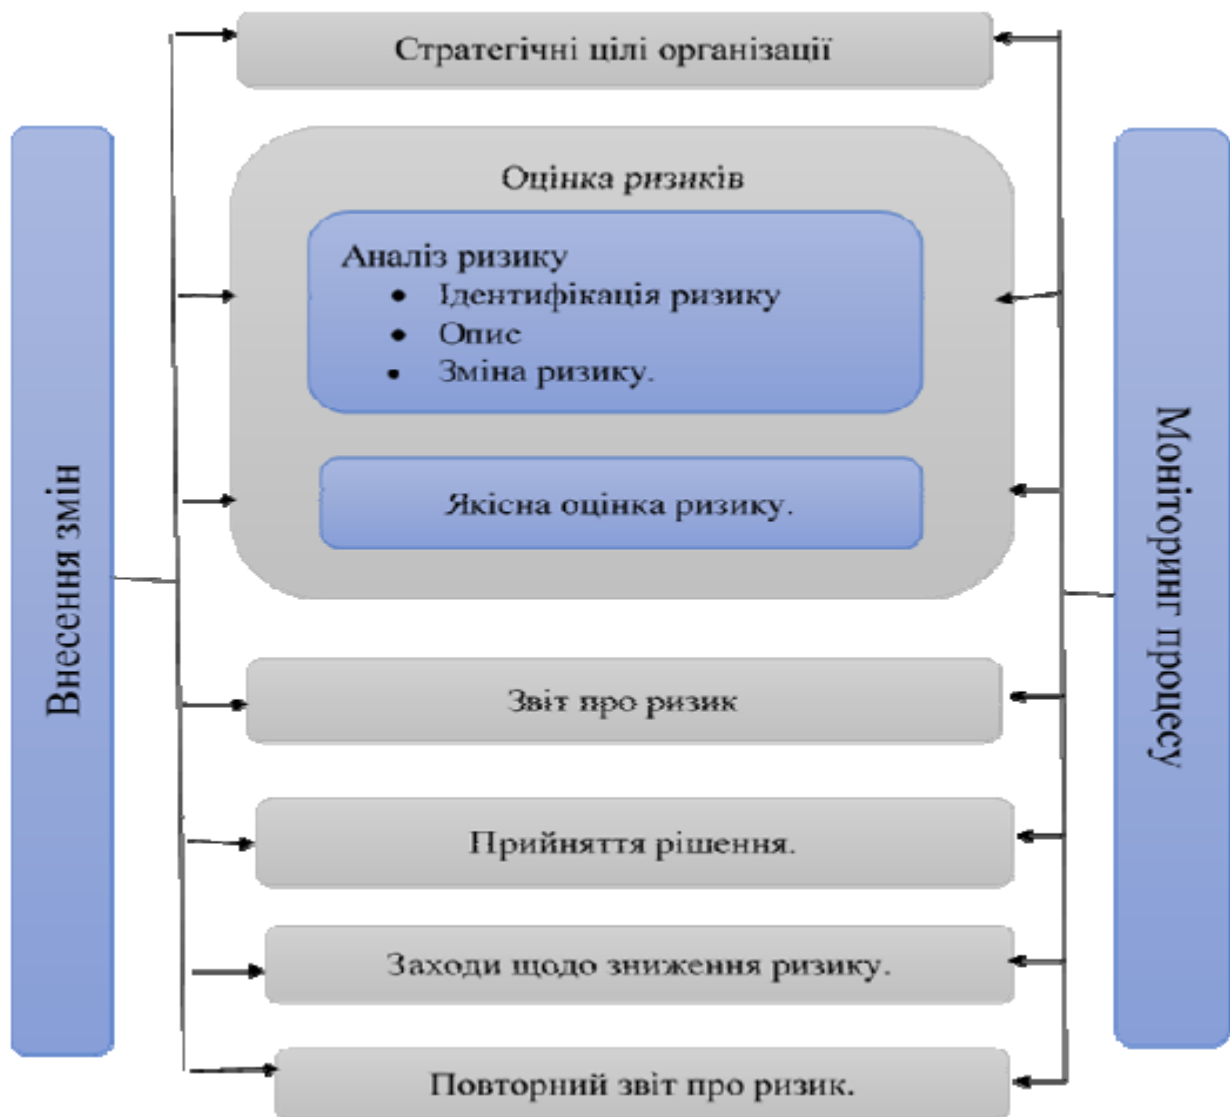 Стратегічні цілі організації
Оцінка ризиків
Аналіз ризику
• Ідентифікація ризику
• Опис
• Зміна ризику.
Якісна оцінка ризику.
Звіт про ризик
Прийняття рішення.
Заходи щодо зниження ризику.
Повторний звіт про ризик.
Внесення змін
Моніторинг процесу